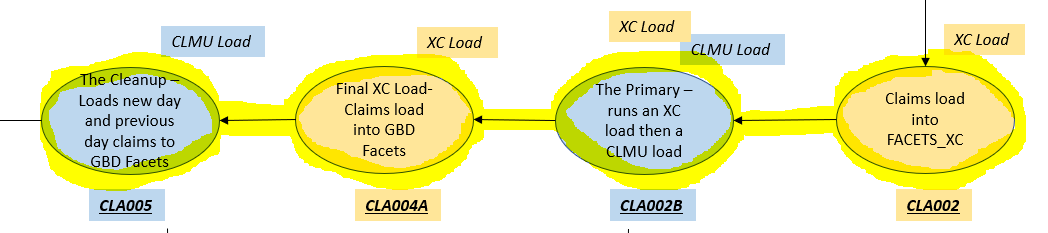 CLMU Load
XC Load
XC Load
CLMU Load
XC Load
The Cleanup –
Loads new day
and previous
day claims to
GBD Facets
Final XC Load-
Claims load
into GBD
Facets
The Primary –
runs an XC
load then a
CLMU load
Claims load
into
FACETS_XC
CLA005
CLA004A
CLA002B
CLA002